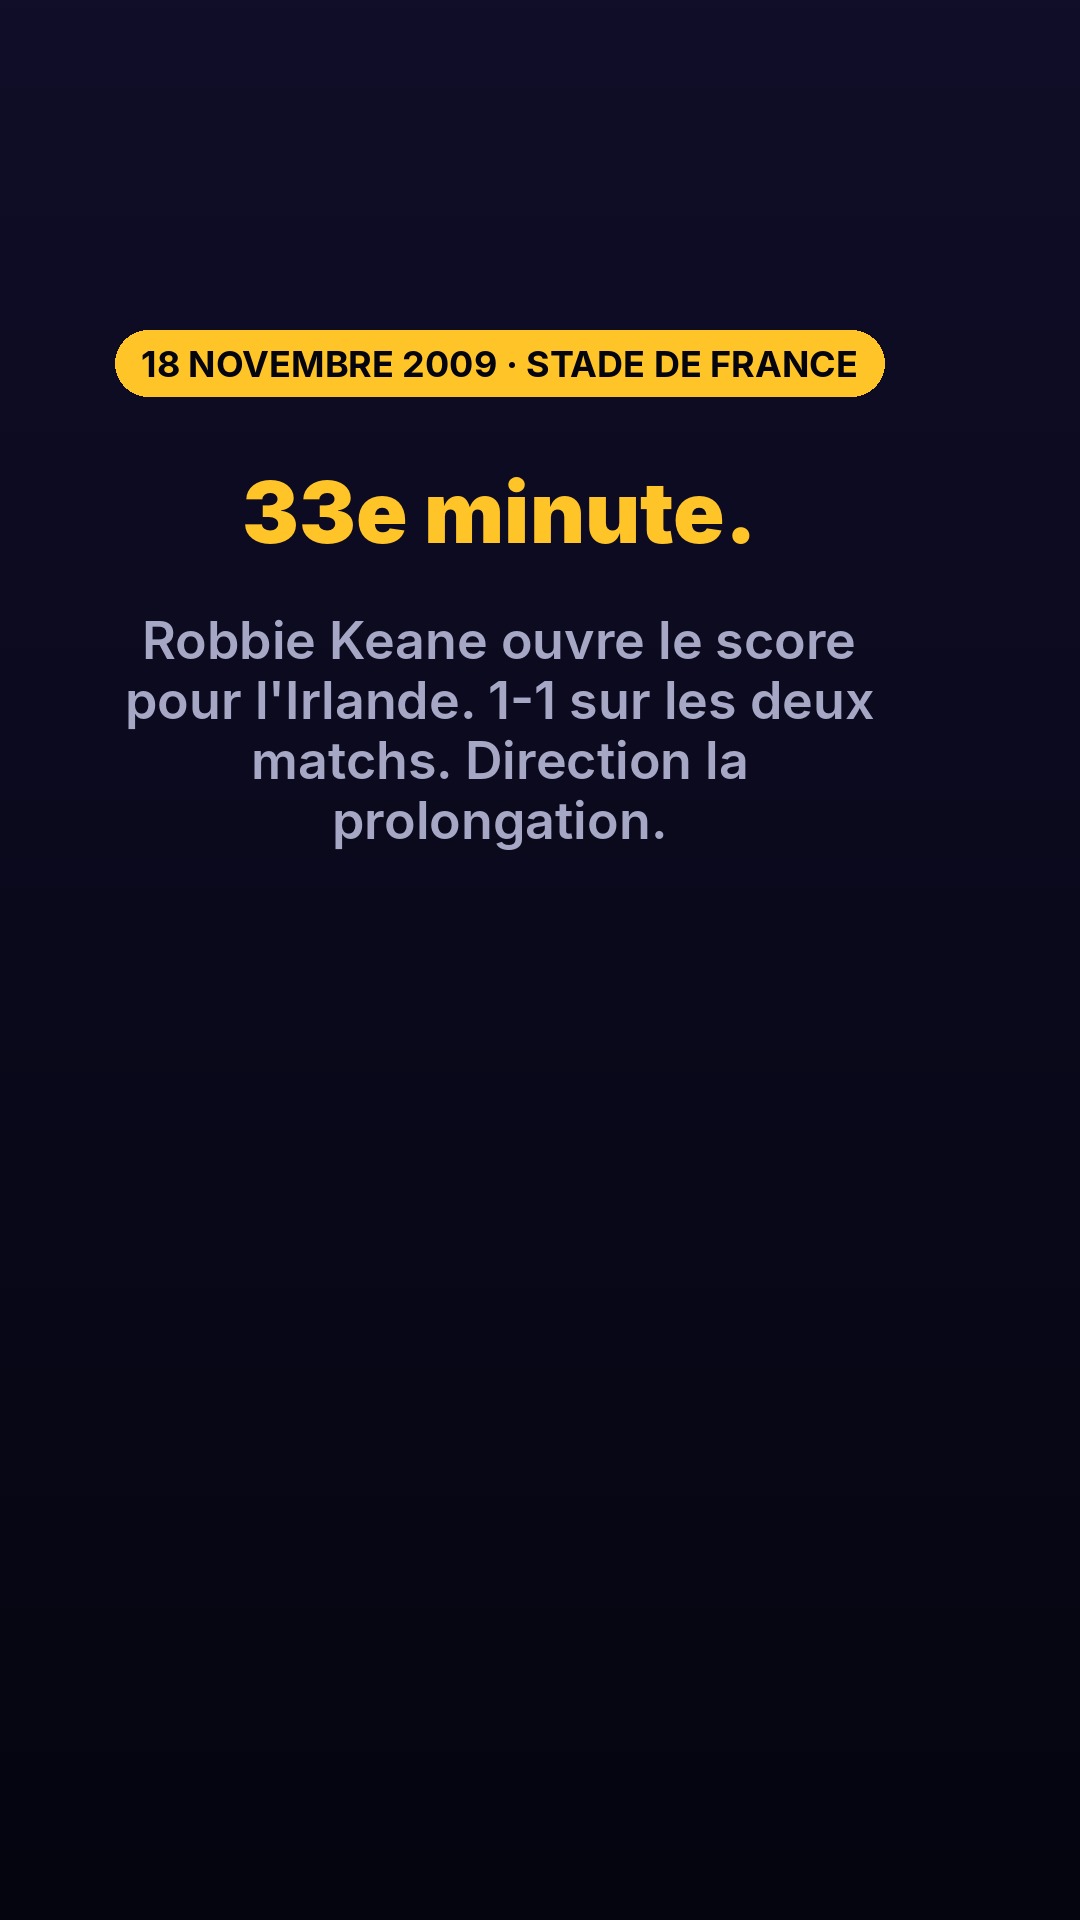 18 NOVEMBRE 2009 · STADE DE FRANCE
33e minute.
Robbie Keane ouvre le score
pour l'Irlande. 1-1 sur les deux
matchs. Direction la
prolongation.